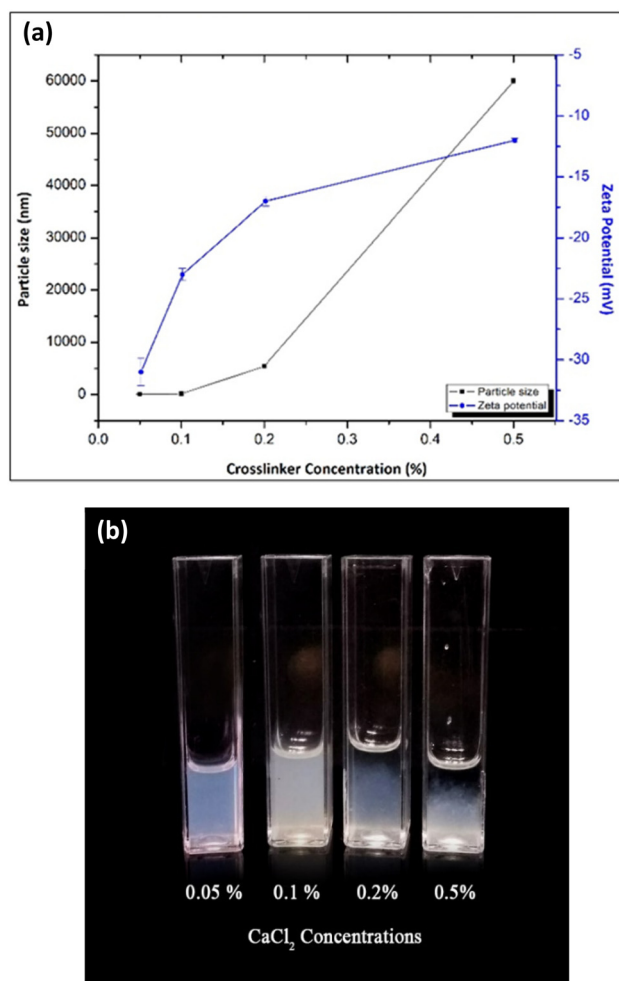 (a)
60000
50000
40000
30000
20000
10000
0
Particle size (nm)
-5
-10
-15
-20
-25
-30
-35
Zeta Potential (mV)
Particle size
Zeta potential
0.0 0.1 0.2 0.3 0.4 0.5
Crosslinker Concentration (%)
(b)
0.05 % 0.1 % 0.2% 0.5%
CaCl₂ Concentrations